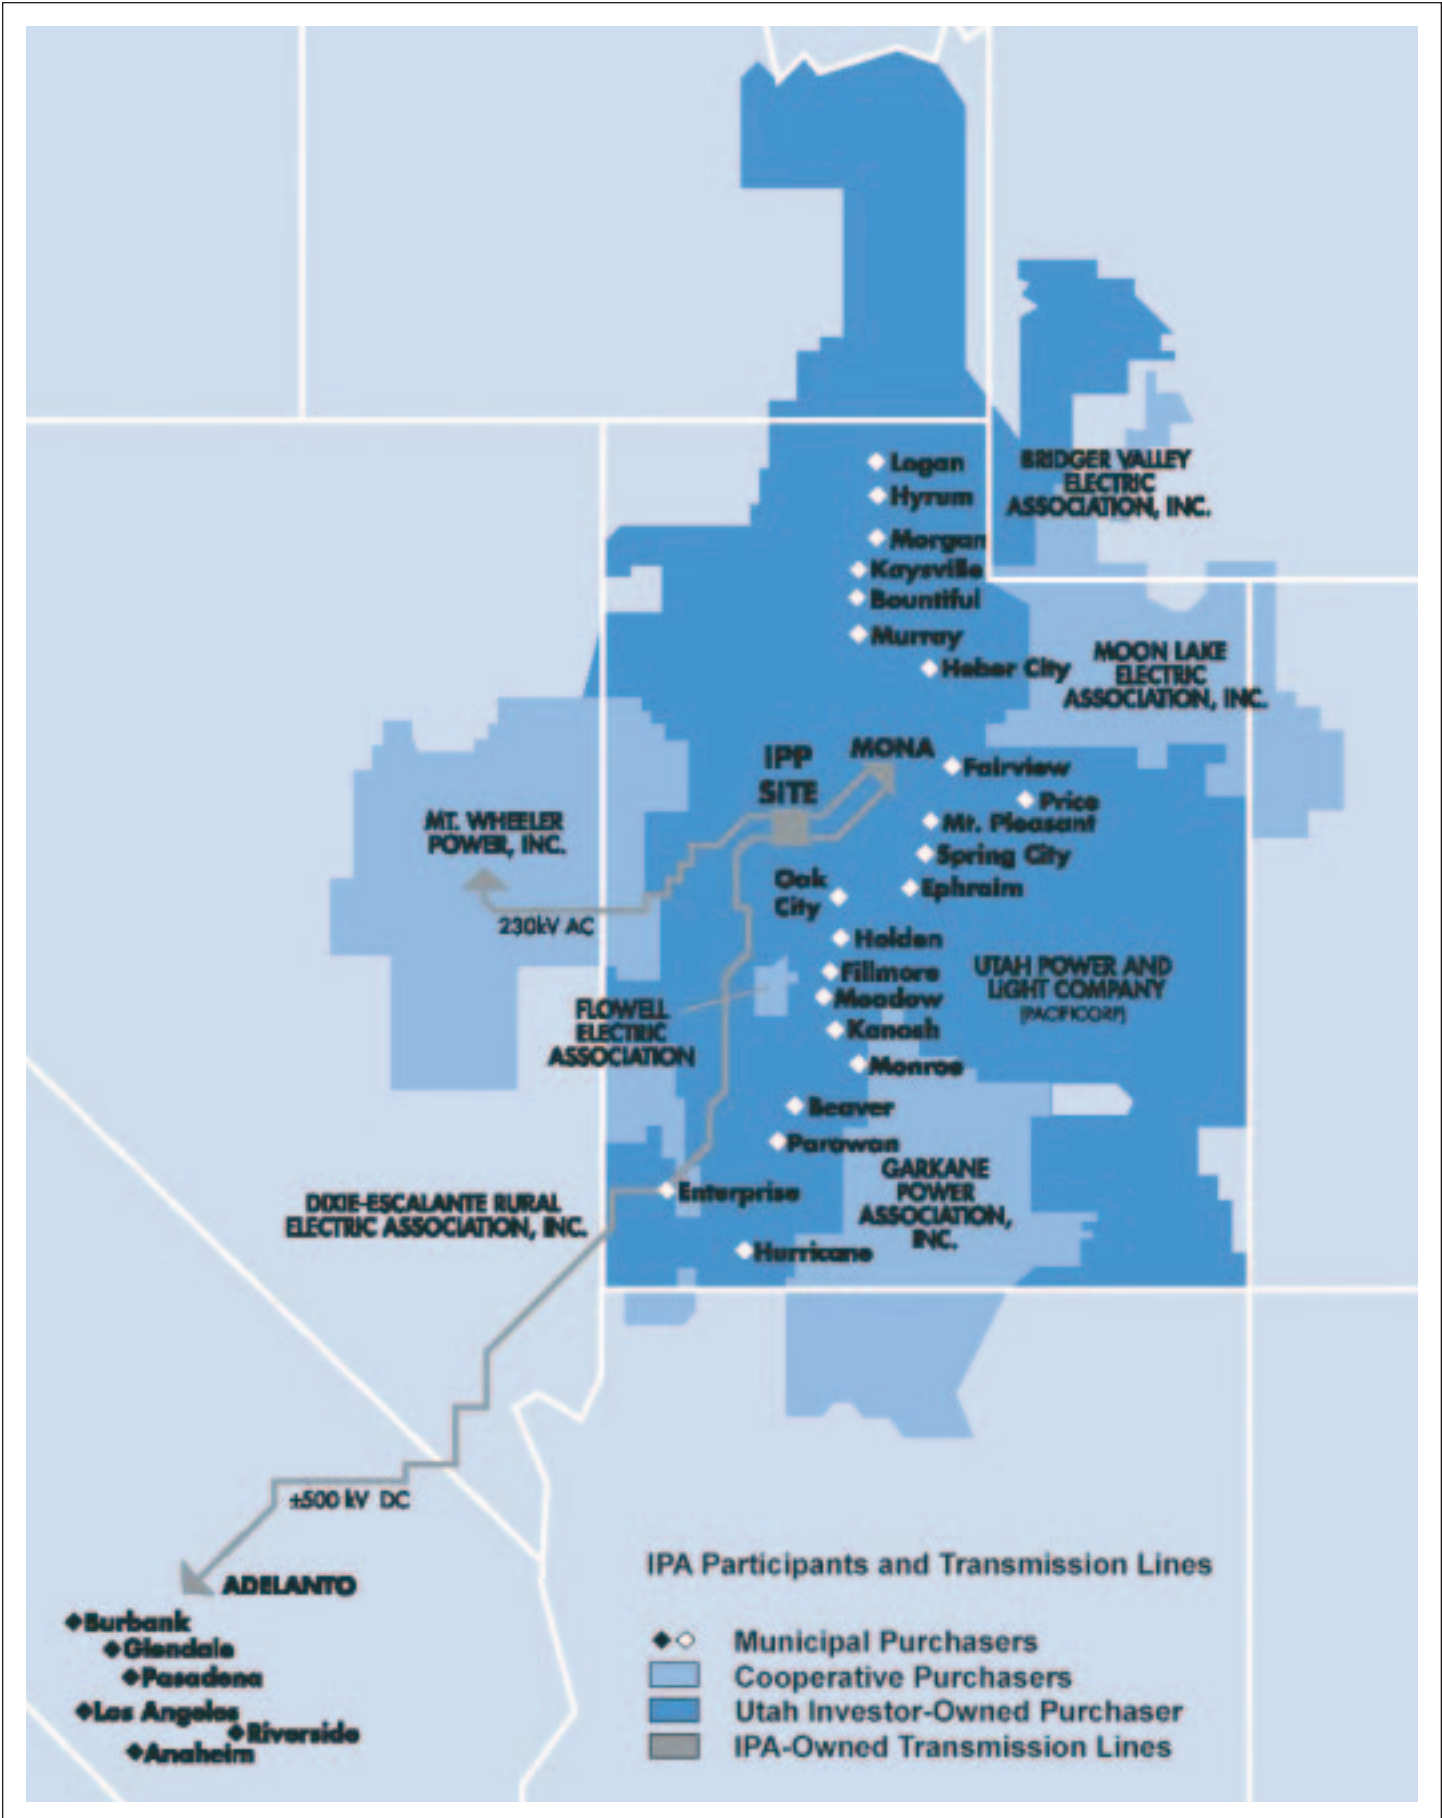 Logan
Hyrum
Morgan
Kaysville
Bountiful
Murray
Heber City
BRIDGER VALLEY
ELECTRIC
ASSOCIATION, INC.
MOON LAKE
ELECTRIC
ASSOCIATION, INC.
IPP
SITE
MONA
Fairview
Price
Mt. Pleasant
Spring City
Ephraim
MT. WHEELER
POWER, INC.
230kV AC
Oak
City
Holden
Fillmore
Meadow
Kanosh
Monroe
UTAH POWER AND
LIGHT COMPANY
(PACIFICORP)
FLOWELL
ELECTRIC
ASSOCIATION
Beaver
Parowan
Enterprise
Hurricane
GARKANE
POWER
ASSOCIATION,
INC.
DIXIE-ESCALANTE RURAL
ELECTRIC ASSOCIATION, INC.
±500 kV DC
ADELANTO
Burbank
Glendale
Pasadena
Los Angeles
Riverside
Anaheim
IPA Participants and Transmission Lines
Municipal Purchasers
Cooperative Purchasers
Utah Investor-Owned Purchaser
IPA-Owned Transmission Lines